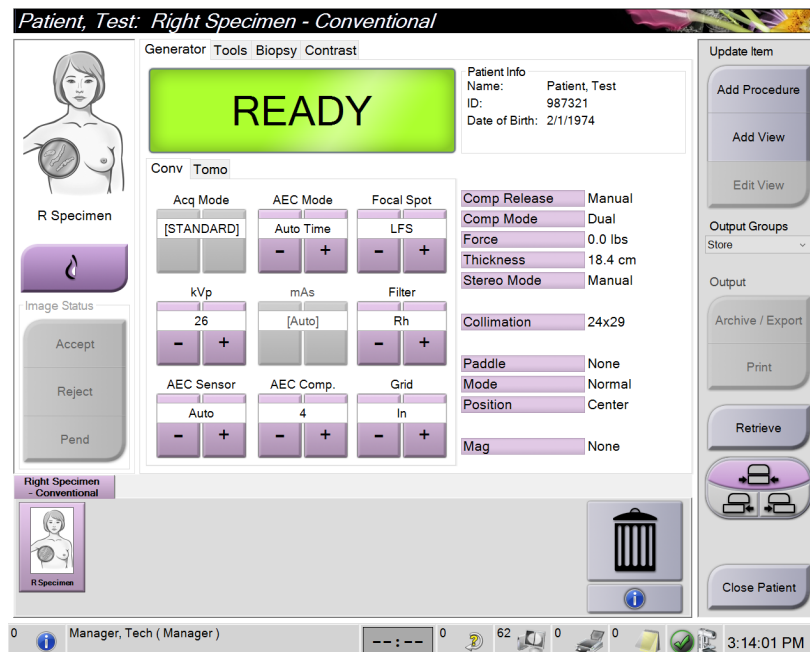 Patient, Test: Right Specimen - Conventional
Generator Tools Biopsy Contrast
READY
Patient Info
Name: Patient, Test
ID: 987321
Date of Birth: 2/1/1974
R Specimen
Image Status
Accept
Reject
Pend
Conv Tomo
Acq Mode AEC Mode Focal Spot
[STANDARD] Auto Time LFS
- + - +
kVp mAs Filter
26 [Auto] Rh
- + - +
AEC Sensor AEC Comp. Grid
Auto 4 In
- + - + - +
Comp Release Manual
Comp Mode Dual
Force 0.0 lbs
Thickness 18.4 cm
Stereo Mode Manual
Collimation 24x29
Paddle None
Mode Normal
Position Center
Mag None
Update Item
Add Procedure
Add View
Edit View
Output Groups
Store
Output
Archive / Export
Print
Retrieve
Close Patient
Right Specimen
- Conventional
R Specimen
0 Manager, Tech ( Manager ) --:-- 0 62 0 0 3:14:01 PM